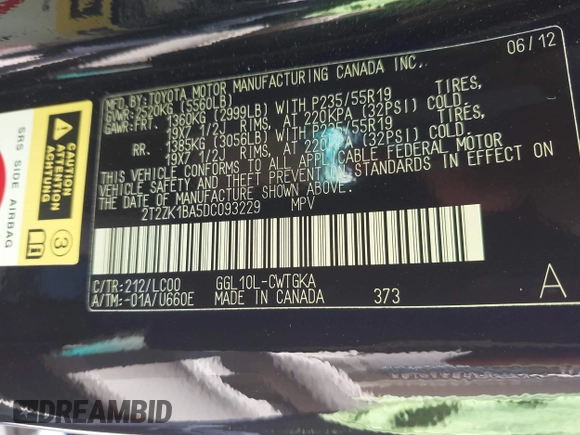 06/12
MFD.BY:TOYOTA MOTOR MANUFACTURING CANADA INC.
GVWR: 2520KG (5560LB)
GAWR:FRT. 1360KG (2999LB) WITH P235/55R19 TIRES,
19X7 1/2J RIMS, AT 220KPA (32PSI) COLD.
RR. 1385KG (3056LB) WITH P235/55R19 TIRES,
19X7 1/2J RIMS, AT 220KPA (32PSI) COLD.
THIS VEHICLE CONFORMS TO ALL APPLICABLE FEDERAL MOTOR
VEHICLE SAFETY AND THEFT PREVENTION STANDARDS IN EFFECT ON
THE DATE OF MANUFACTURE SHOWN ABOVE.
2T2ZK1BA5DC093229 MPV
C/TR:212/LC00 GGL10L-CWTGKA
A/TM:-01A/U660E MADE IN CANADA 373 A
SRS SIDE AIRBAG
CAUTION
ATTENTION
ACHTUNG
3
DREAMBID